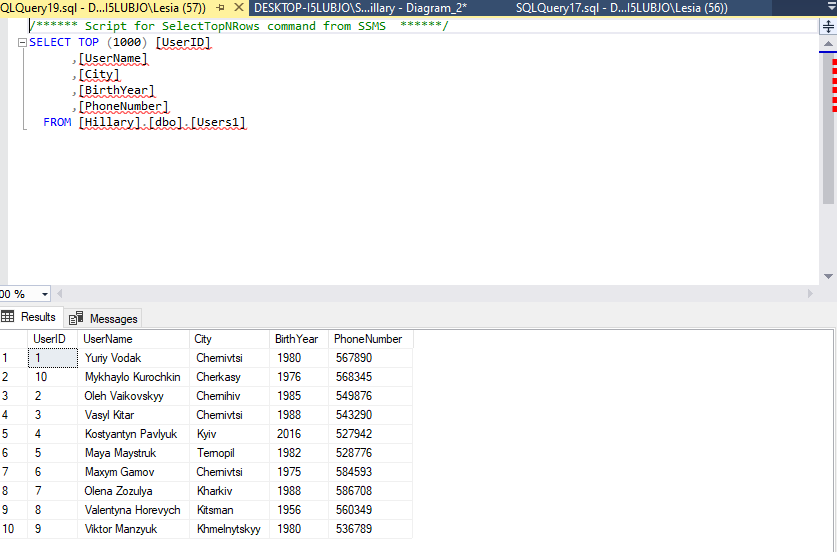 QLQuery19.sql - D...I5LUBJO\Lesia (57)) DESKTOP-I5LUBJO\S...illary - Diagram_2* SQLQuery17.sql - D...I5LUBJO\Lesia (56))
/****** Script for SelectTopNRows command from SSMS ******/
SELECT TOP (1000) [UserID]
,[UserName]
,[City]
,[BirthYear]
,[PhoneNumber]
FROM [Hillary].[dbo].[Users1]
00 %
Results Messages
UserID UserName City BirthYear PhoneNumber
1 1 Yuriy Vodak Chernivtsi 1980 567890
2 10 Mykhaylo Kurochkin Cherkasy 1976 568345
3 2 Oleh Vaikovskyy Chernihiv 1985 549876
4 3 Vasyl Kitar Chernivtsi 1988 543290
5 4 Kostyantyn Pavlyuk Kyiv 2016 527942
6 5 Maya Maystruk Ternopil 1982 528776
7 6 Maxym Gamov Chernivtsi 1975 584593
8 7 Olena Zozulya Kharkiv 1988 586708
9 8 Valentyna Horevych Kitsman 1956 560349
10 9 Viktor Manzyuk Khmelnytskyy 1980 536789